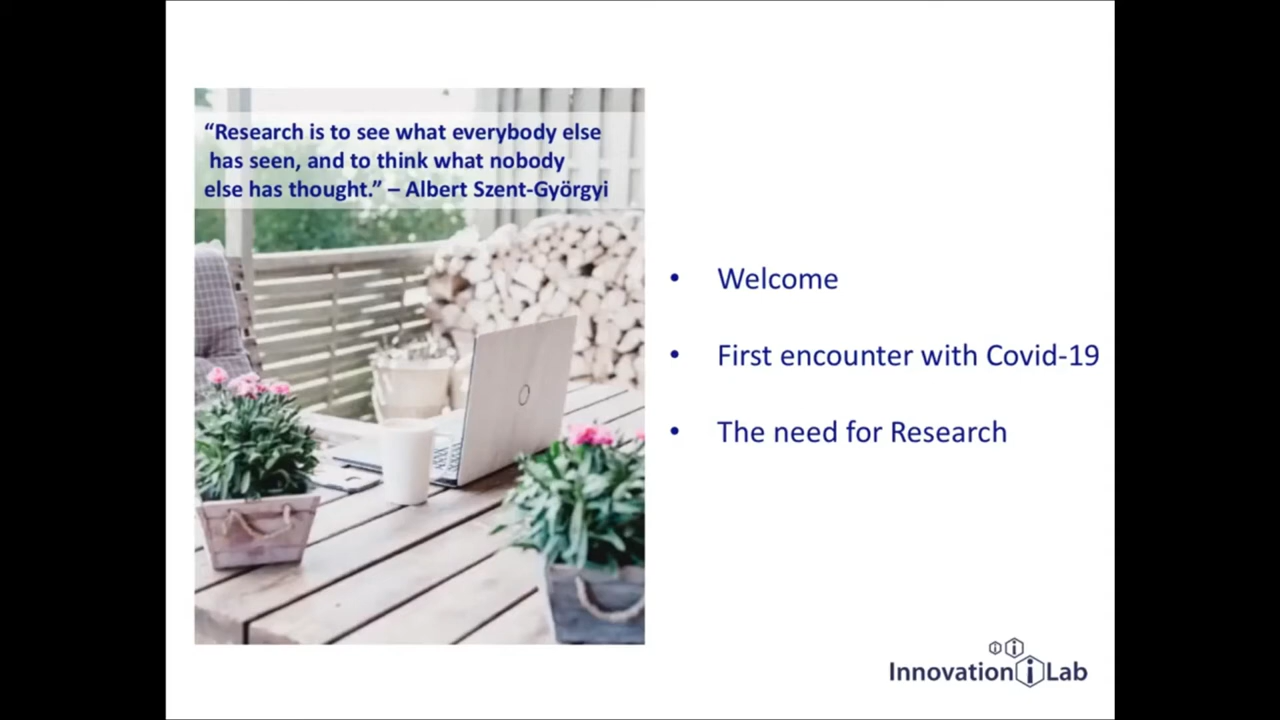 “Research is to see what everybody else
has seen, and to think what nobody
else has thought.” – Albert Szent-Györgyi
• Welcome
• First encounter with Covid-19
• The need for Research
Innovation i Lab